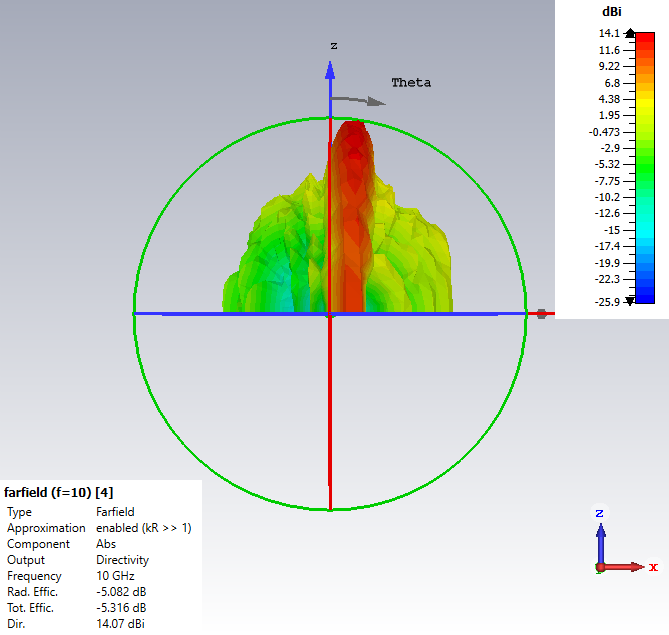 dBi
14.1
11.6
9.22
6.8
4.38
1.95
-0.473
-2.9
-5.32
-7.75
-10.2
-12.6
-15
-17.4
-19.9
-22.3
-25.9
z
Theta
farfield (f=10) [4]
Type Farfield
Approximation enabled (kR >> 1)
Component Abs
Output Directivity
Frequency 10 GHz
Rad. Effic. -5.082 dB
Tot. Effic. -5.316 dB
Dir. 14.07 dBi
z
x